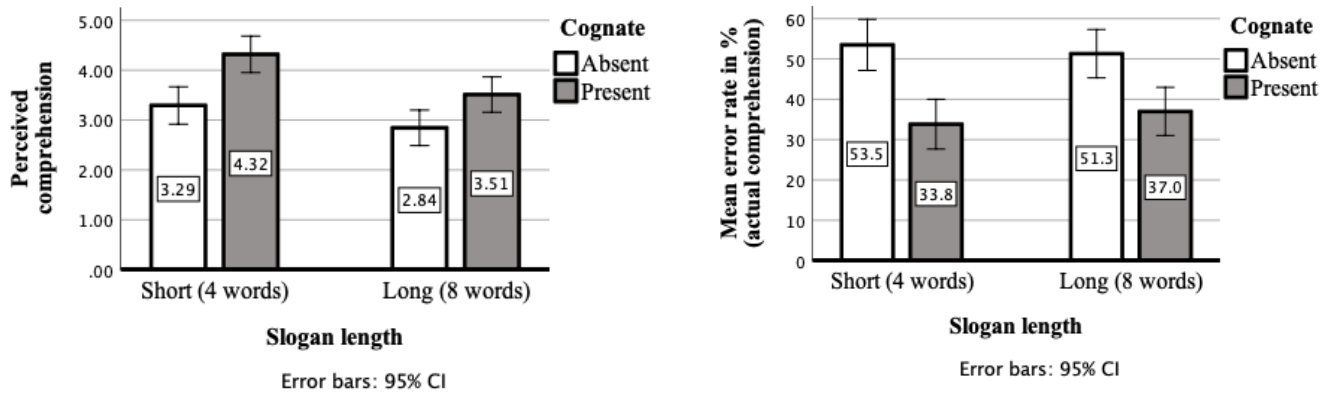 Perceived
comprehension
5.00
4.00
3.00
2.00
1.00
.00
3.29
4.32
2.84
3.51
Short (4 words)
Long (8 words)
Slogan length
Error bars: 95% CI
Cognate
Absent
Present
Mean error rate in %
(actual comprehension)
60
50
40
30
20
10
0
53.5
33.8
51.3
37.0
Short (4 words)
Long (8 words)
Slogan length
Error bars: 95% CI
Cognate
Absent
Present